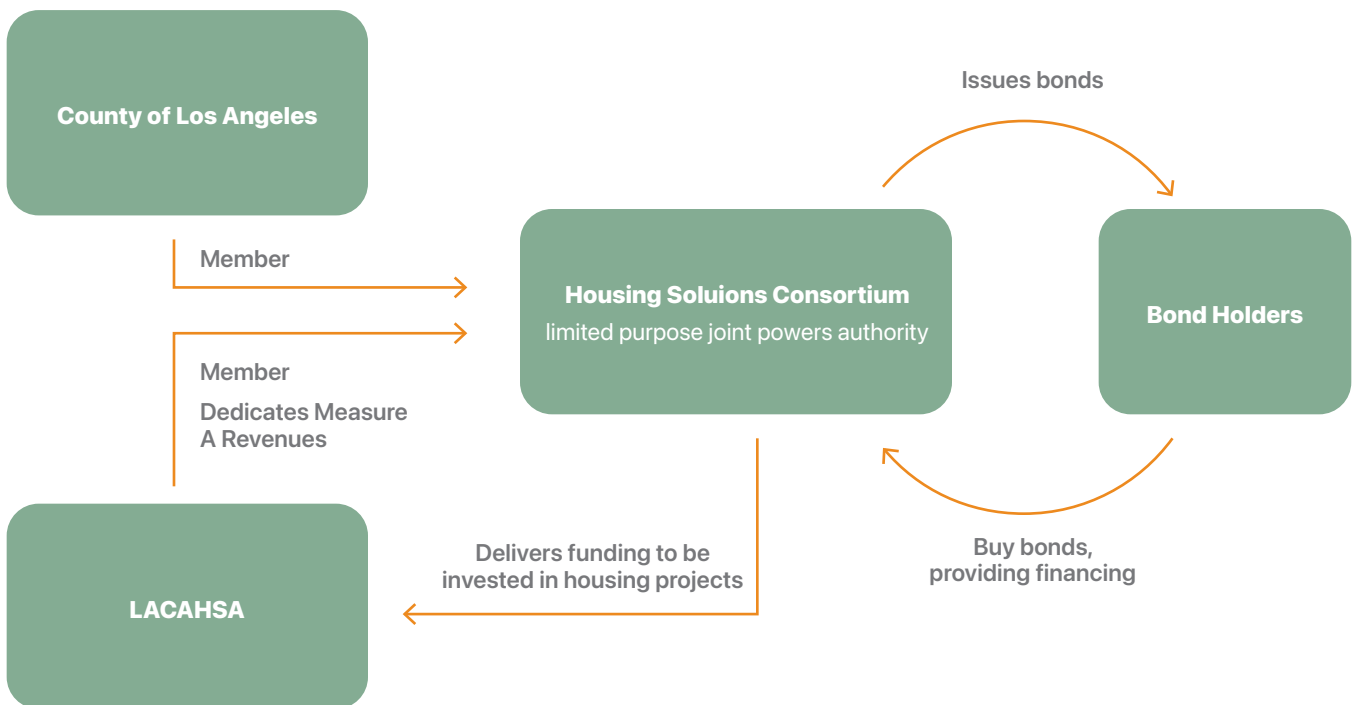 County of Los Angeles
Issues bonds
Member
Housing Soluions Consortium
limited purpose joint powers authority
Bond Holders
Member
Dedicates Measure
A Revenues
Delivers funding to be
invested in housing projects
Buy bonds,
providing financing
LACAHSA